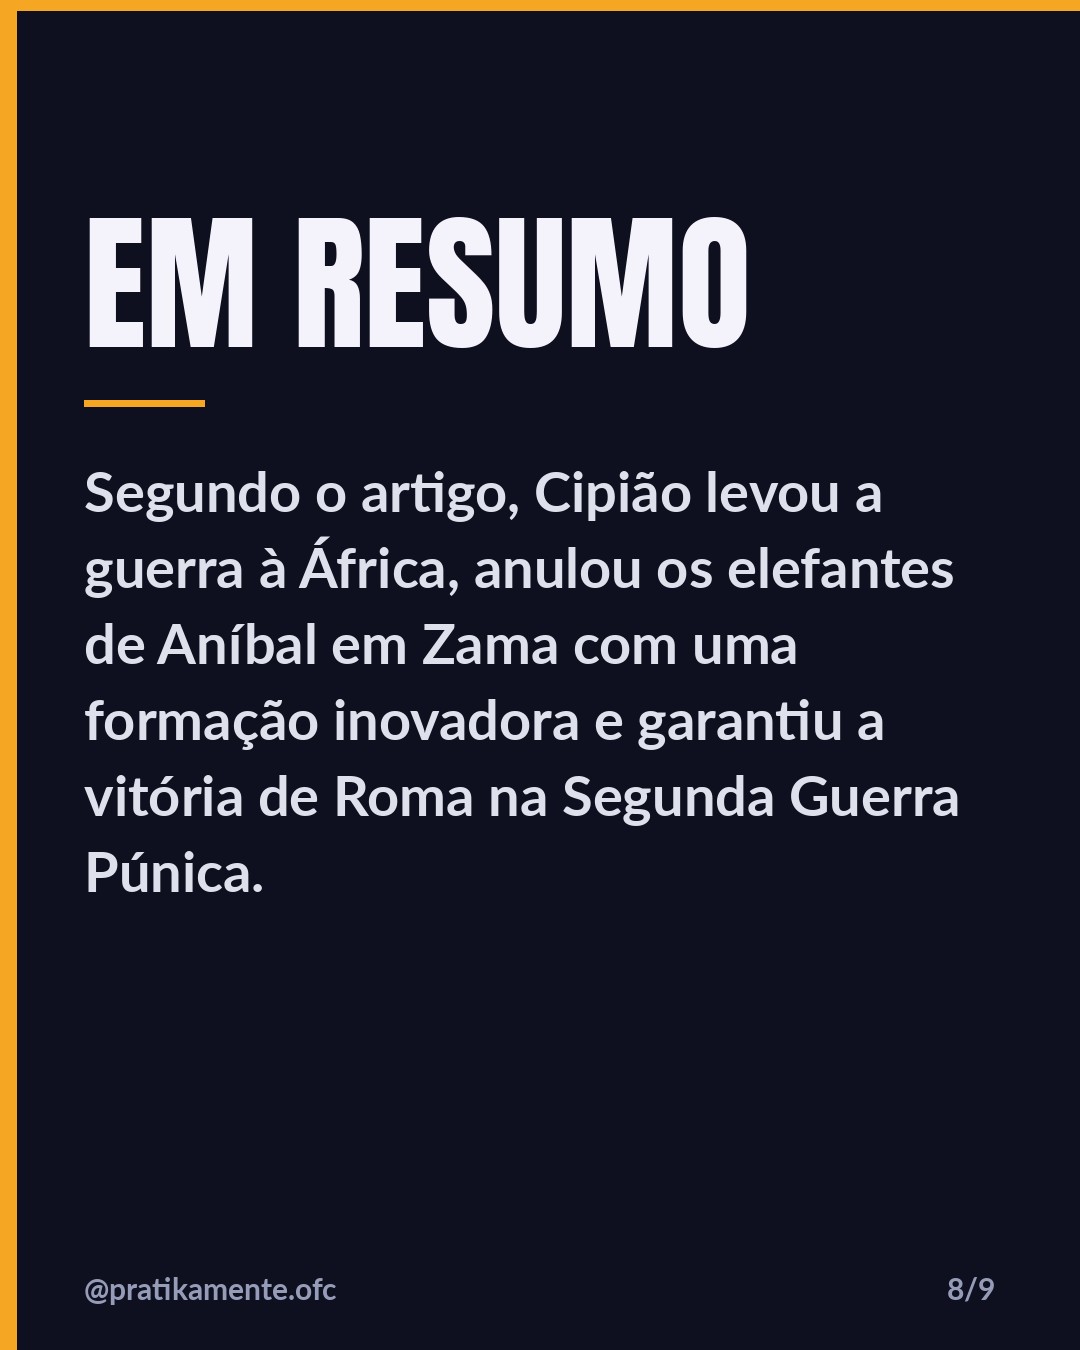 EM RESUMO
Segundo o artigo, Cipião levou a
guerra à África, anulou os elefantes
de Aníbal em Zama com uma
formação inovadora e garantiu a
vitória de Roma na Segunda Guerra
Púnica.
@pratikamente.ofc
8/9